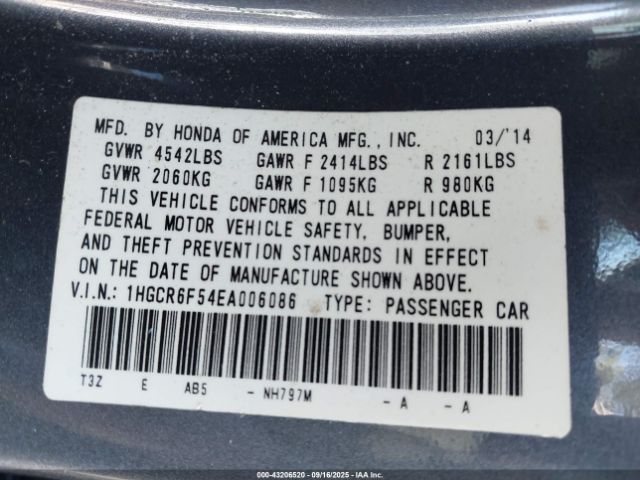 MFD. BY HONDA OF AMERICA MFG., INC. 03/'14
GVWR 4542LBS GAWR F 2414LBS R 2161LBS
GVWR 2060KG GAWR F 1095KG R 980KG
THIS VEHICLE CONFORMS TO ALL APPLICABLE
FEDERAL MOTOR VEHICLE SAFETY, BUMPER,
AND THEFT PREVENTION STANDARDS IN EFFECT
ON THE DATE OF MANUFACTURE SHOWN ABOVE.
V.I.N.: 1HGCR6F54EA006086 TYPE: PASSENGER CAR
T3Z E AB5 - NH797M - A - A
000-43206520 - 09/16/2025 - IAA Inc.